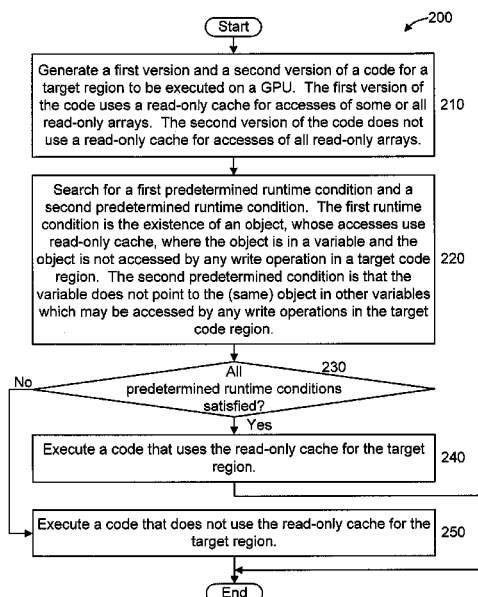 200
Start
Generate a first version and a second version of a code for a
target region to be executed on a GPU. The first version of
the code uses a read-only cache for accesses of some or all
read-only arrays. The second version of the code does not
use a read-only cache for accesses of all read-only arrays.
210
Search for a first predetermined runtime condition and a
second predetermined runtime condition. The first runtime
condition is the existence of an object, whose accesses use
read-only cache, where the object is in a variable and the
object is not accessed by any write operation in a target code
region. The second predetermined condition is that the
variable does not point to the (same) object in other variables
which may be accessed by any write operations in the target
code region.
220
All
predetermined runtime conditions
satisfied?
230
No
Yes
Execute a code that uses the read-only cache for the target
region.
240
Execute a code that does not use the read-only cache for the
target region.
250
End